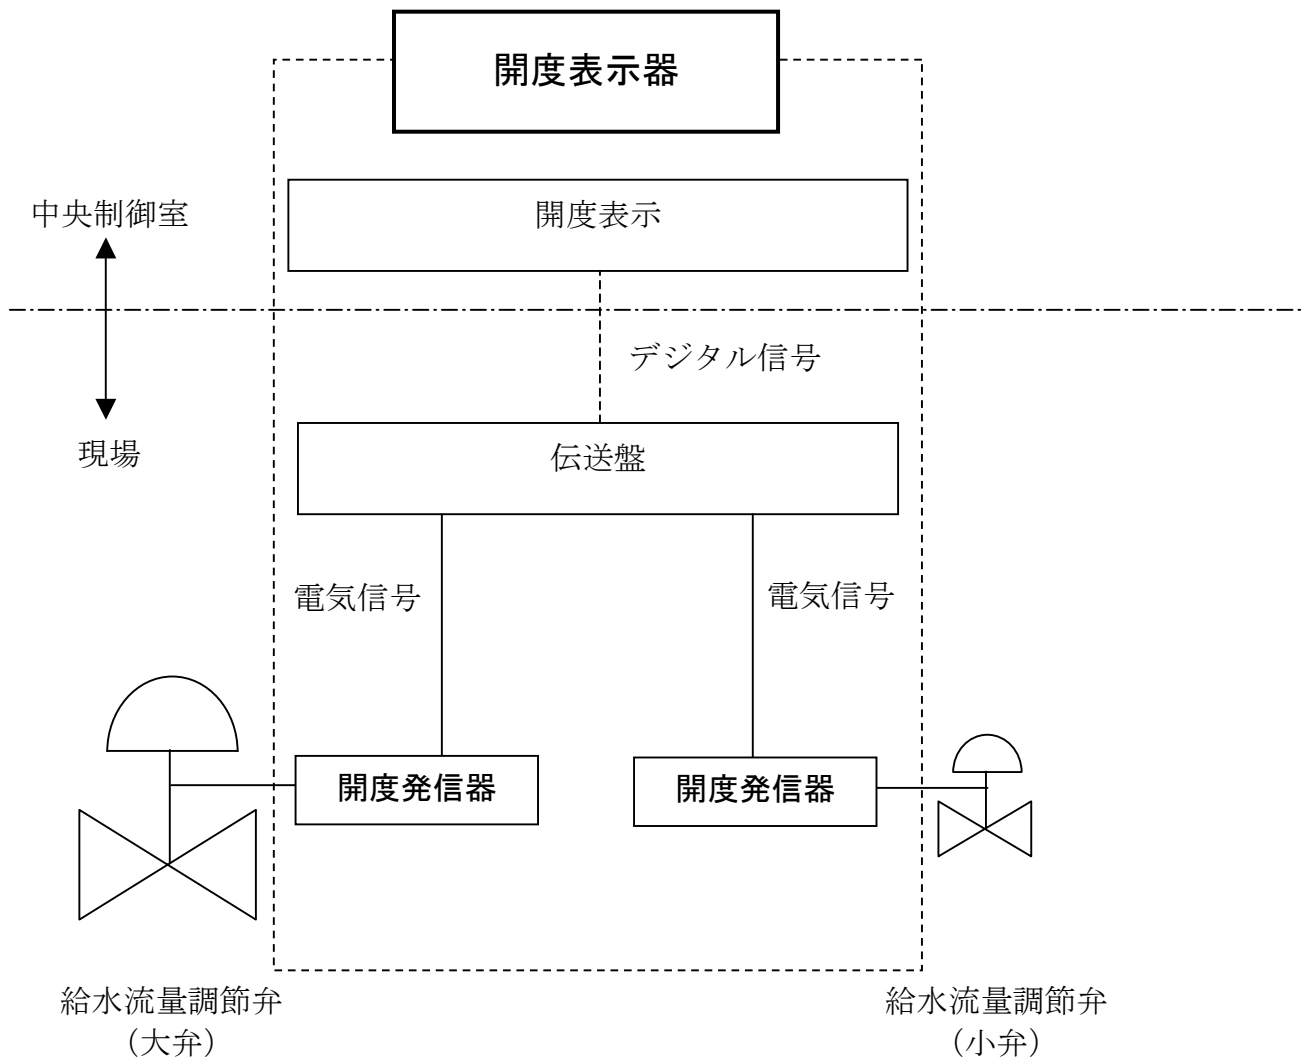 開度表示器
開度表示
中央制御室
デジタル信号
現場
伝送盤
電気信号
電気信号
開度発信器
開度発信器
給水流量調節弁
（大弁）
給水流量調節弁
（小弁）